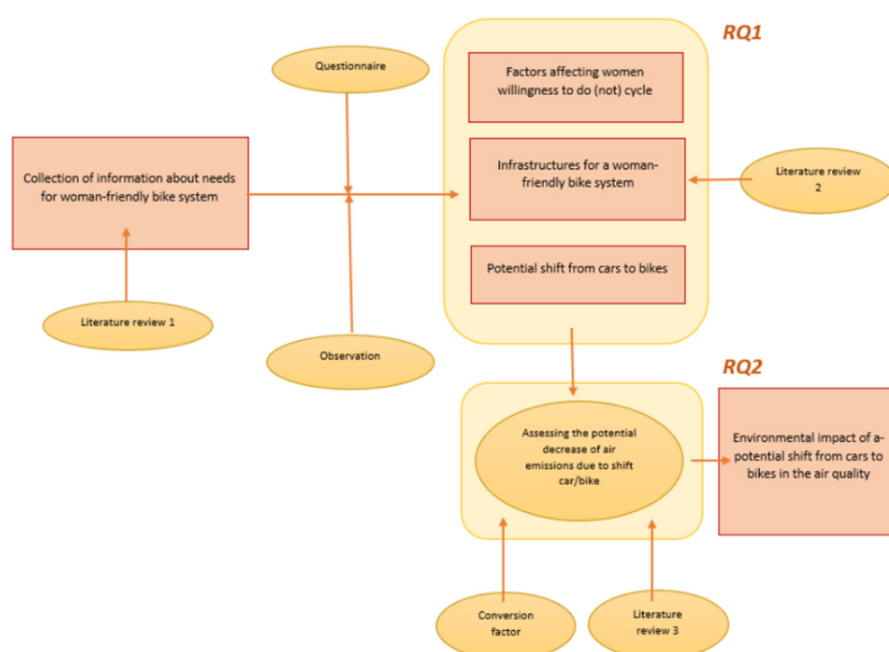 RQ1
Questionnaire
Factors affecting women
willingness to do (not) cycle
Collection of information about needs
for woman-friendly bike system
Infrastructures for a woman-
friendly bike system
Literature review
2
Potential shift from cars to bikes
Literature review 1
Observation
RQ2
Assessing the potential
decrease of air
emissions due to shift
car/bike
Environmental impact of a-
potential shift from cars to
bikes in the air quality
Conversion
factor
Literature
review 3